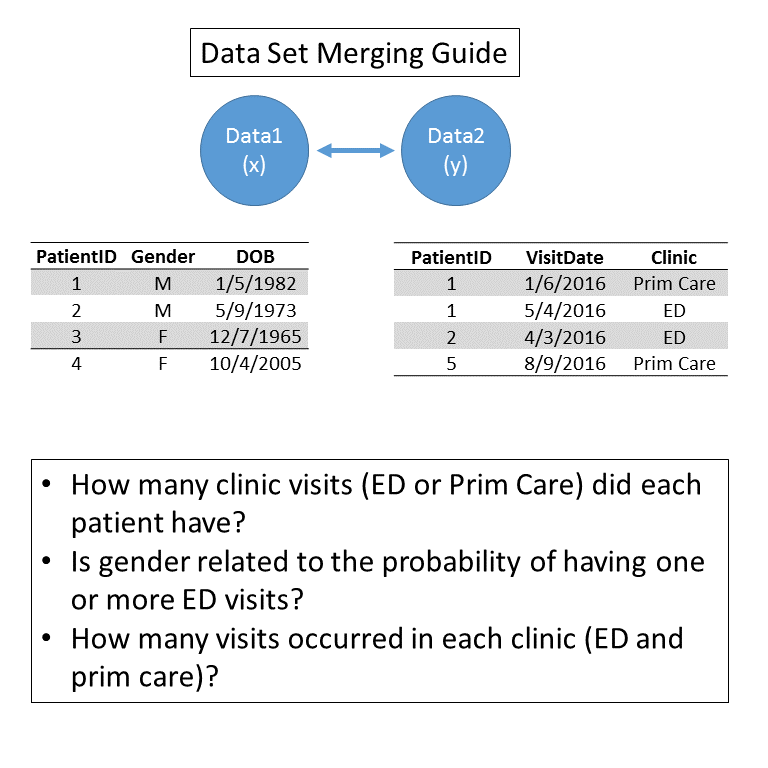 Data Set Merging Guide
Data1
(x)
Data2
(y)
PatientID Gender DOB
1 M 1/5/1982
2 M 5/9/1973
3 F 12/7/1965
4 F 10/4/2005
PatientID VisitDate Clinic
1 1/6/2016 Prim Care
1 5/4/2016 ED
2 4/3/2016 ED
5 8/9/2016 Prim Care
• How many clinic visits (ED or Prim Care) did each
patient have?
• Is gender related to the probability of having one
or more ED visits?
• How many visits occurred in each clinic (ED and
prim care)?